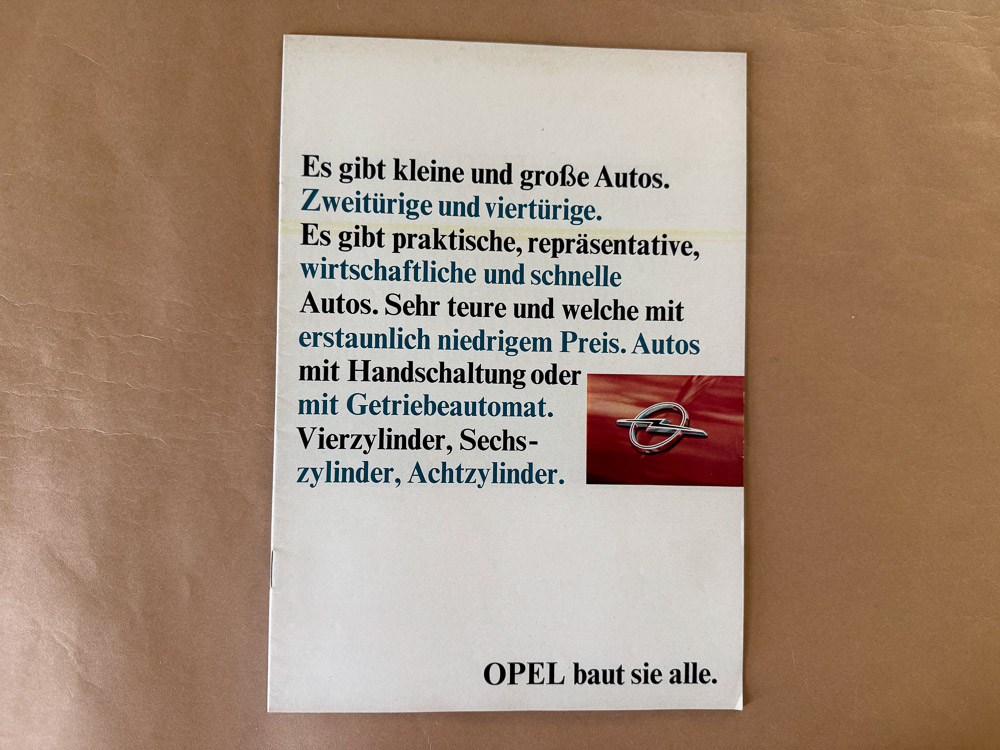 Es gibt kleine und große Autos.
Zweitürige und viertürige.
Es gibt praktische, repräsentative,
wirtschaftliche und schnelle
Autos. Sehr teure und welche mit
erstaunlich niedrigem Preis. Autos
mit Handschaltung oder
mit Getriebeautomat.
Vierzylinder, Sechs-
zylinder, Achtzylinder.
OPEL baut sie alle.